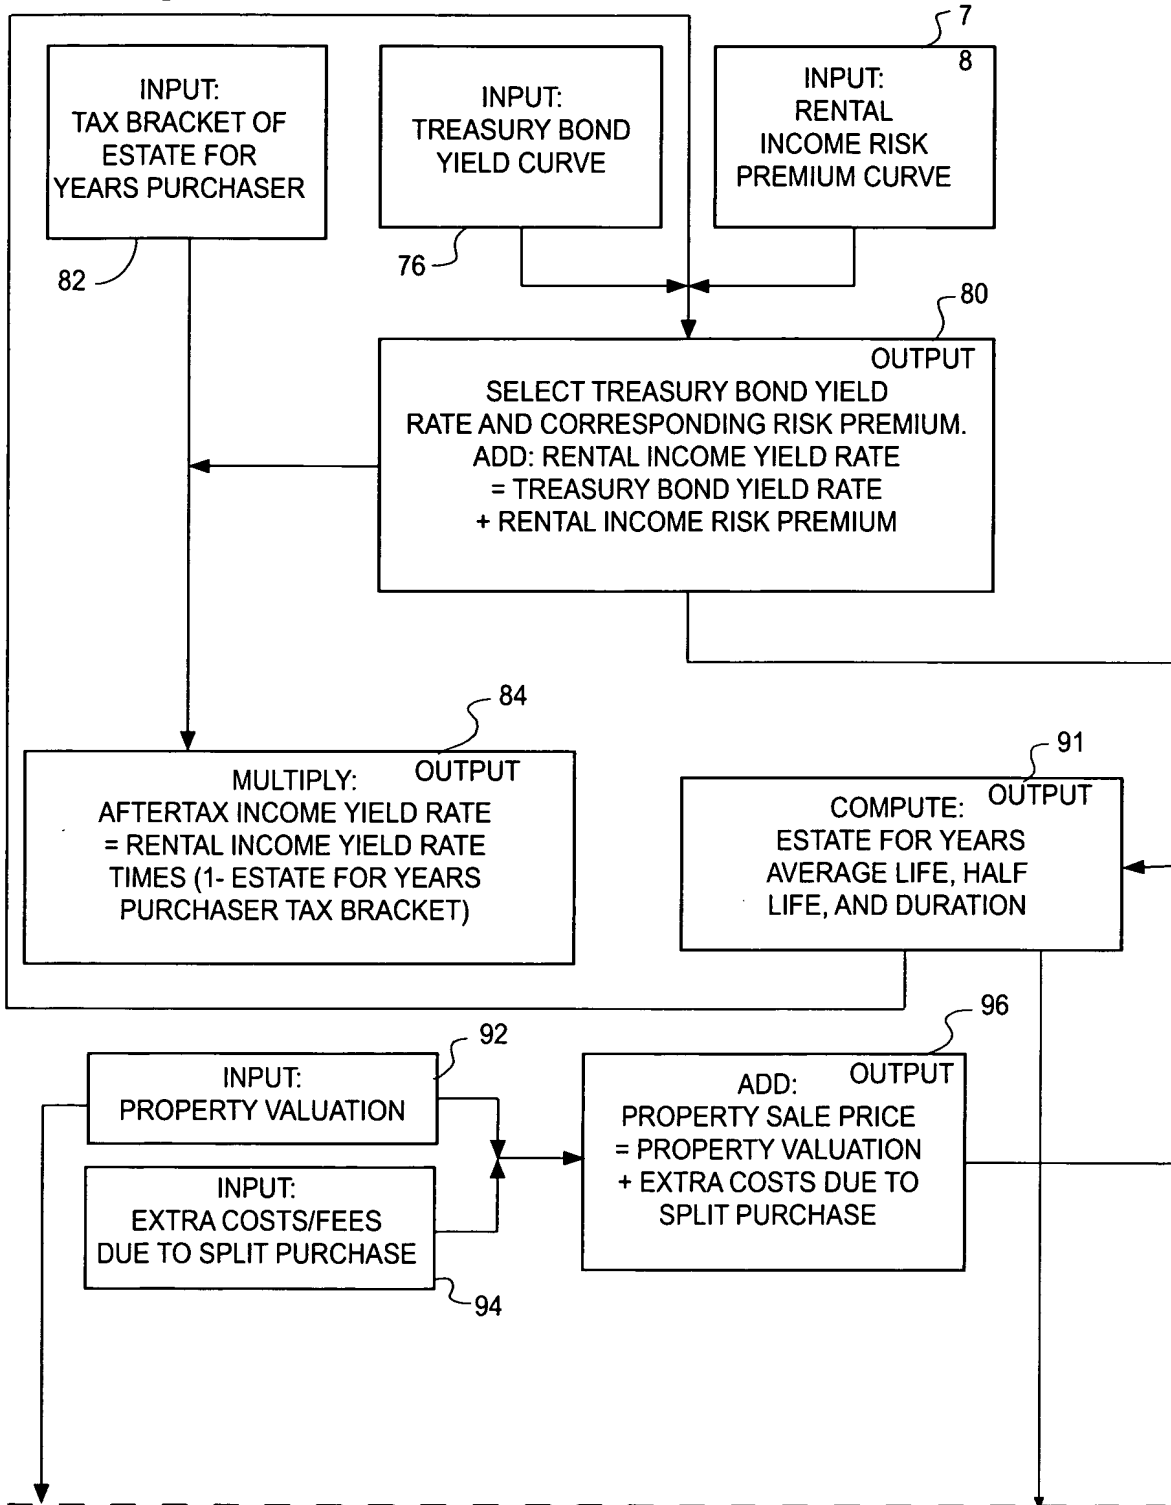 7
8
INPUT:
TAX BRACKET OF
ESTATE FOR
YEARS PURCHASER
82
INPUT:
TREASURY BOND
YIELD CURVE
76
INPUT:
RENTAL
INCOME RISK
PREMIUM CURVE
80
OUTPUT
SELECT TREASURY BOND YIELD
RATE AND CORRESPONDING RISK PREMIUM.
ADD: RENTAL INCOME YIELD RATE
= TREASURY BOND YIELD RATE
+ RENTAL INCOME RISK PREMIUM
84
OUTPUT
MULTIPLY:
AFTERTAX INCOME YIELD RATE
= RENTAL INCOME YIELD RATE
TIMES (1- ESTATE FOR YEARS
PURCHASER TAX BRACKET)
91
OUTPUT
COMPUTE:
ESTATE FOR YEARS
AVERAGE LIFE, HALF
LIFE, AND DURATION
92
INPUT:
PROPERTY VALUATION
INPUT:
EXTRA COSTS/FEES
DUE TO SPLIT PURCHASE
94
96
OUTPUT
ADD:
PROPERTY SALE PRICE
= PROPERTY VALUATION
+ EXTRA COSTS DUE TO
SPLIT PURCHASE